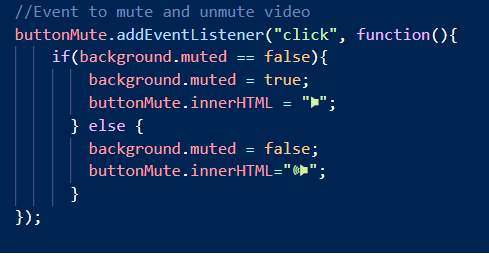 //Event to mute and unmute video
buttonMute.addEventListener("click", function(){
if(background.muted == false){
background.muted = true;
buttonMute.innerHTML = "🕨";
} else {
background.muted = false;
buttonMute.innerHTML="🕪";
}
});